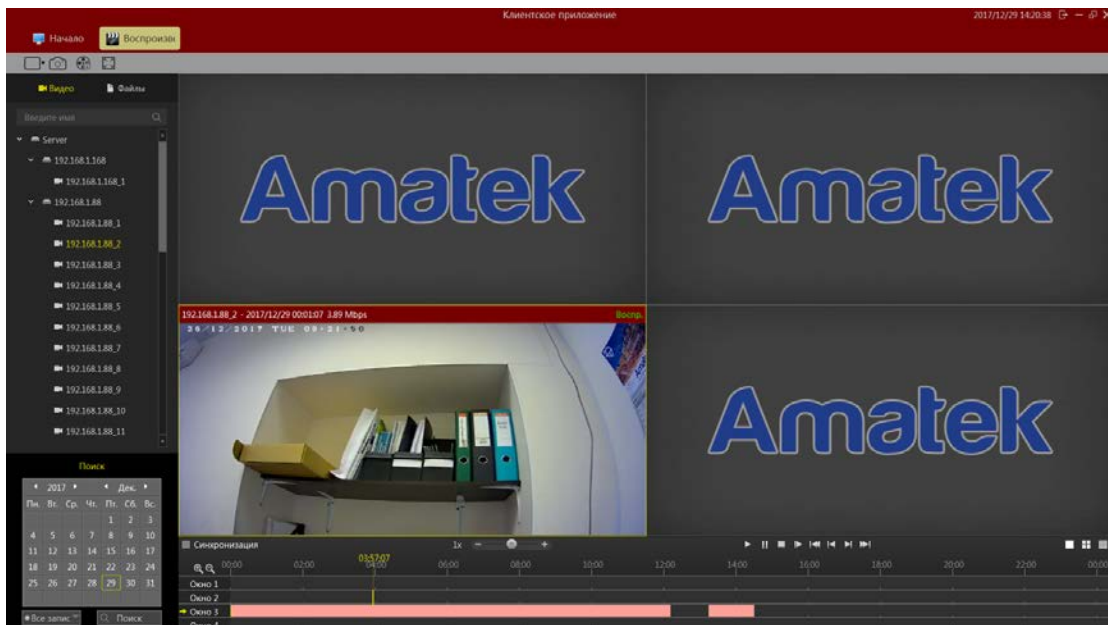 Клиентское приложение
2017/12/29 14:20:38
Начало
Воспроизве
Видео
Файлы
Введите имя
Server
192.168.1.168
192.168.1.168_1
192.168.1.88
192.168.1.88_1
192.168.1.88_2
192.168.1.88_3
192.168.1.88_4
192.168.1.88_5
192.168.1.88_6
192.168.1.88_7
192.168.1.88_8
192.168.1.88_9
192.168.1.88_10
192.168.1.88_11
Amatek
Amatek
192.168.1.88_2 - 2017/12/29 00:01:07 3.89 Mbps
Воспр.
26/12/2017 TUE 09:21:50
Amatek
Поиск
2017 Дек.
Пн. Вт. Ср. Чт. Пт. Сб. Вс.
1 2 3
4 5 6 7 8 9 10
11 12 13 14 15 16 17
18 19 20 21 22 23 24
25 26 27 28 29 30 31
Все запис
Поиск
Синхронизация
1x
03:57:07
00:00 02:00 04:00 06:00 08:00 10:00 12:00 14:00 16:00 18:00 20:00 22:00 00:00
Окно 1
Окно 2
Окно 3